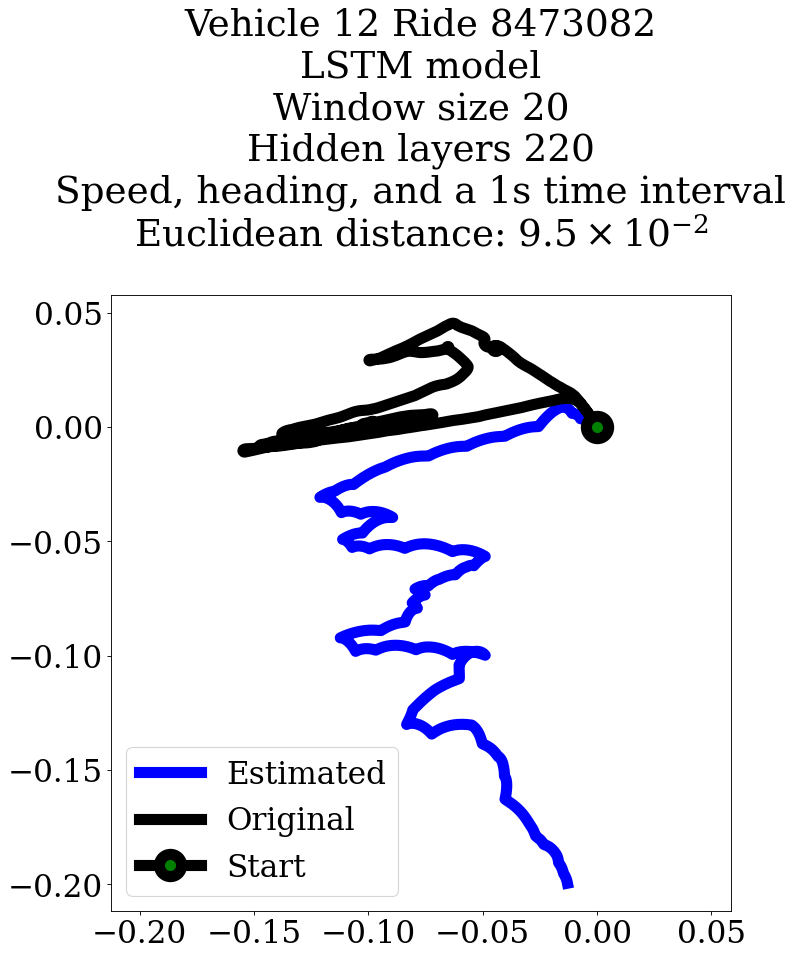 Vehicle 12 Ride 8473082
LSTM model
Window size 20
Hidden layers 220
Speed, heading, and a 1s time interval
Euclidean distance: 9.5 × 10⁻²
0.05
0.00
−0.05
−0.10
−0.15
−0.20
Estimated
Original
Start
−0.20 −0.15 −0.10 −0.05 0.00 0.05